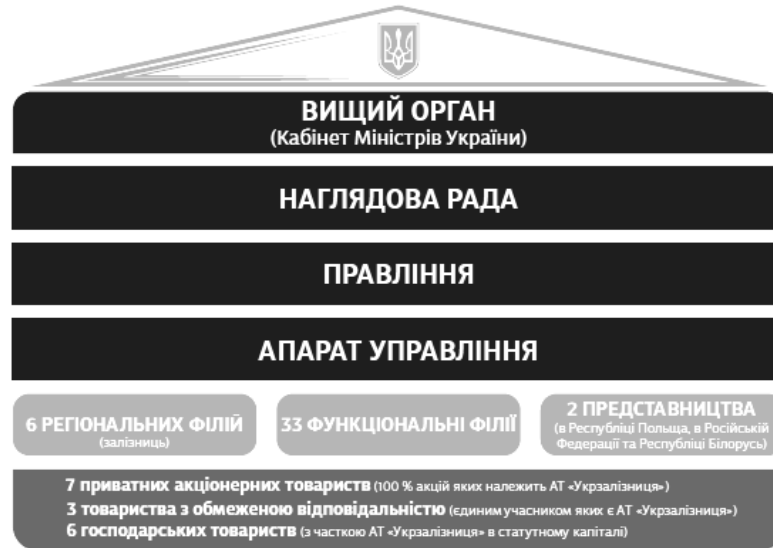 ВИЩИЙ ОРГАН
(Кабінет Міністрів України)
НАГЛЯДОВА РАДА
ПРАВЛІННЯ
АПАРАТ УПРАВЛІННЯ
6 РЕГІОНАЛЬНИХ ФІЛІЙ
(залізниць)
33 ФУНКЦІОНАЛЬНІ ФІЛІЇ
2 ПРЕДСТАВНИЦТВА
(в Республіці Польща, в Російській
Федерації та Республіці Білорусь)
7 приватних акціонерних товариств (100 % акцій яких належить АТ «Укрзалізниця»)
3 товариства з обмеженою відповідальністю (єдиним учасником яких є АТ «Укрзалізниця»)
6 господарських товариств (з часткою АТ «Укрзалізниця» в статутному капіталі)